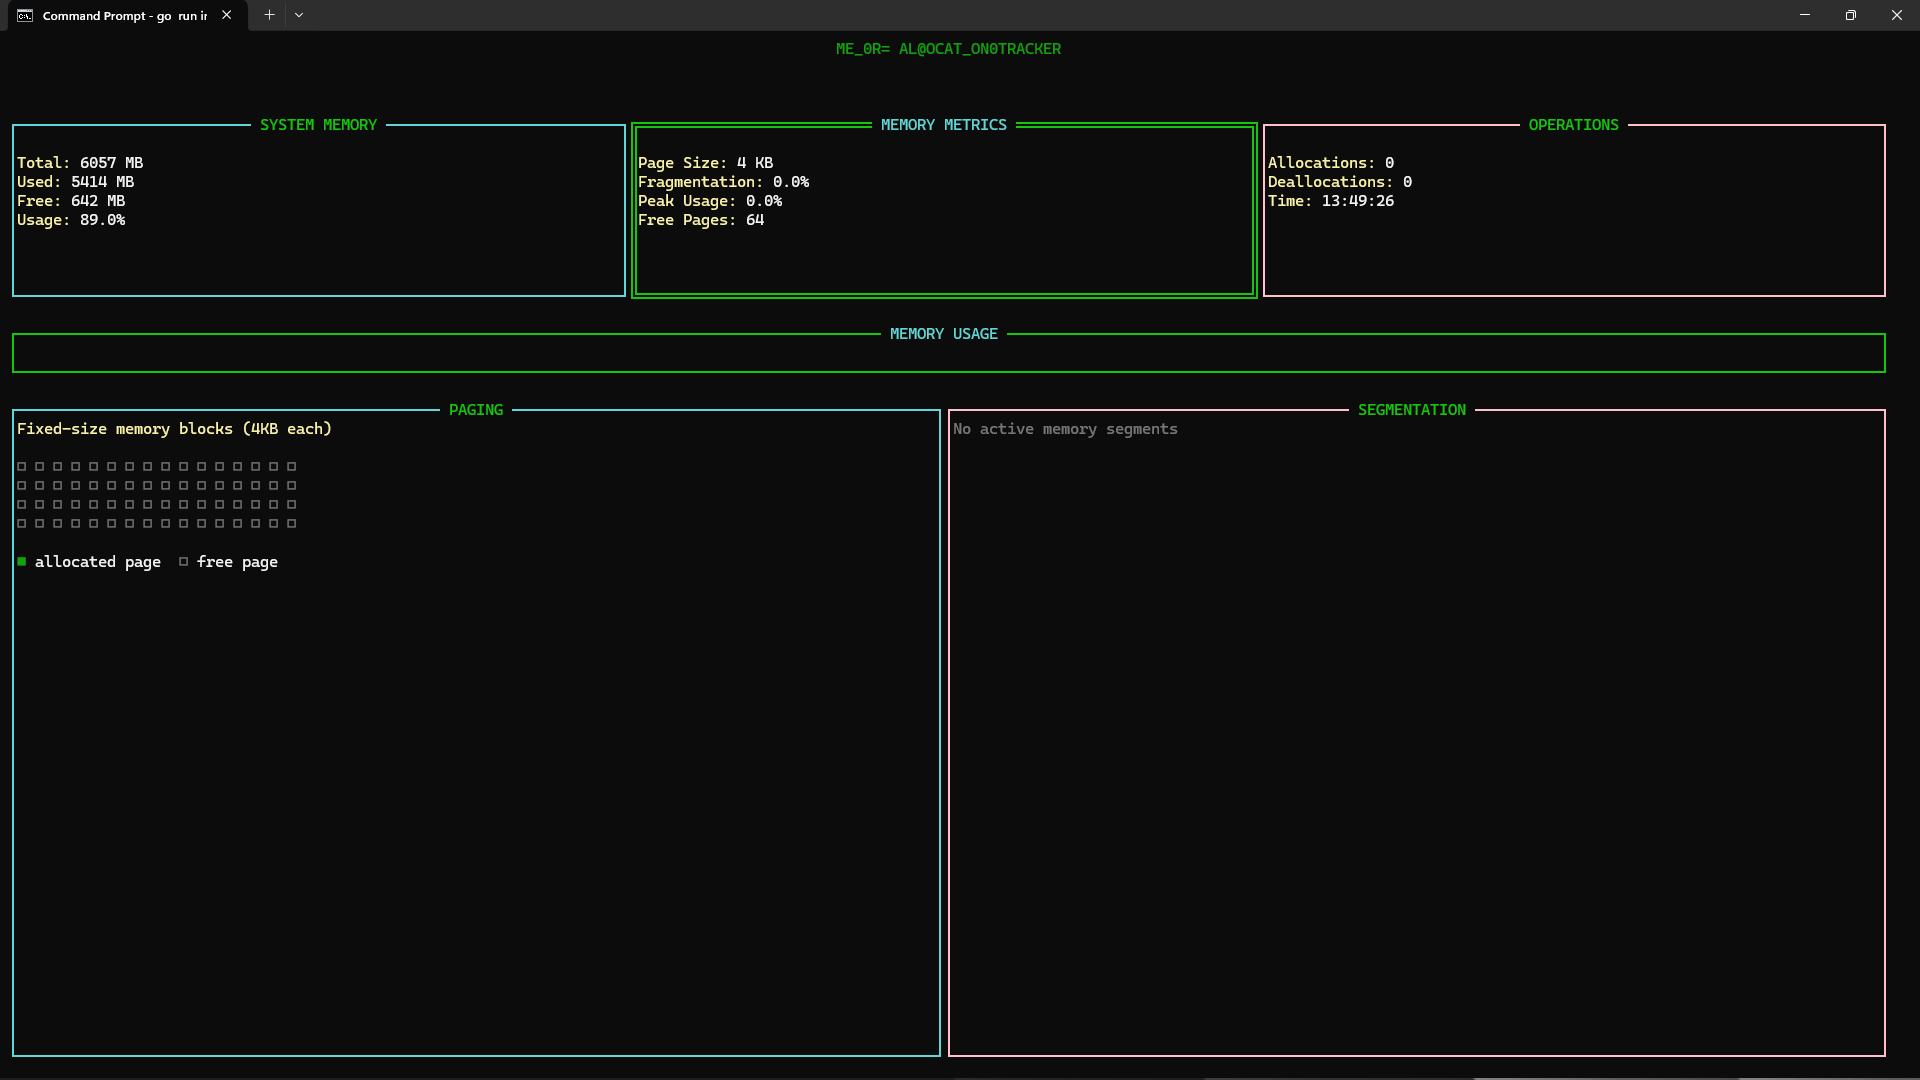 Command Prompt - go  run ir
ME_0R= AL@OCAT_ON0TRACKER
SYSTEM MEMORY
Total: 6057 MB
Used: 5414 MB
Free: 642 MB
Usage: 89.0%
MEMORY METRICS
Page Size: 4 KB
Fragmentation: 0.0%
Peak Usage: 0.0%
Free Pages: 64
OPERATIONS
Allocations: 0
Deallocations: 0
Time: 13:49:26
MEMORY USAGE
PAGING
Fixed-size memory blocks (4KB each)
allocated page
free page
SEGMENTATION
No active memory segments